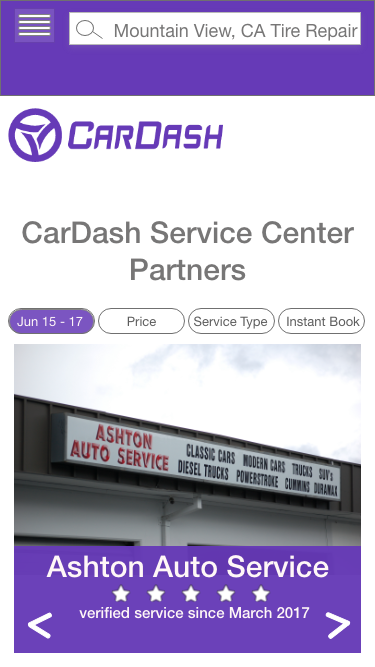 Mountain View, CA Tire Repair
CARDASH
CarDash Service Center
Partners
Jun 15 - 17
Price
Service Type
Instant Book
ASHTON
AUTO SERVICE
CLASSIC CARS MODERN CARS TRUCKS SUV's
DIESEL TRUCKS POWERSTROKE CUMMINS DURAMAX
Ashton Auto Service
verified service since March 2017